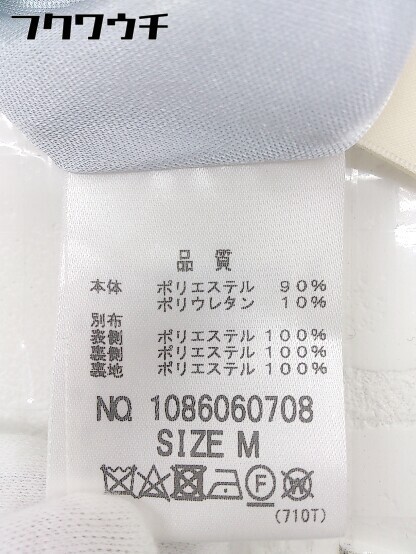 フクワウチ
品質
本体 ポリエステル 90%
ポリウレタン 10%
別布
表側 ポリエステル 100%
裏側 ポリエステル 100%
裏地 ポリエステル 100%
NO. 1086060708
SIZE M
F W
(710T)